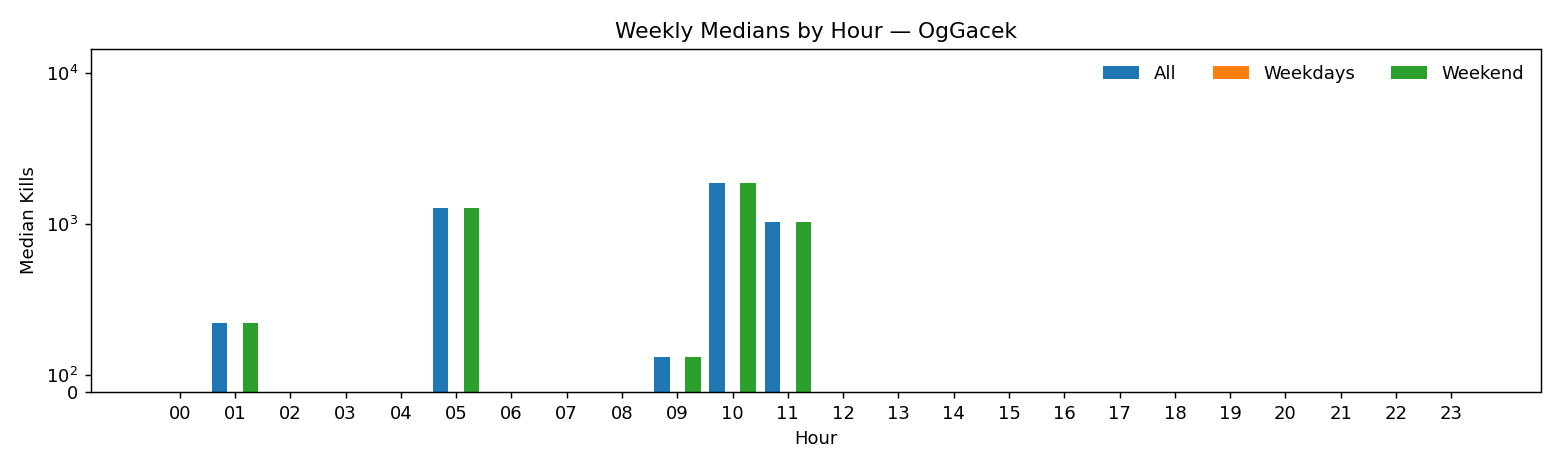 Weekly Medians by Hour — OgGacek
All Weekdays Weekend
Median Kills
10⁴
10³
10²
0
00 01 02 03 04 05 06 07 08 09 10 11 12 13 14 15 16 17 18 19 20 21 22 23
Hour